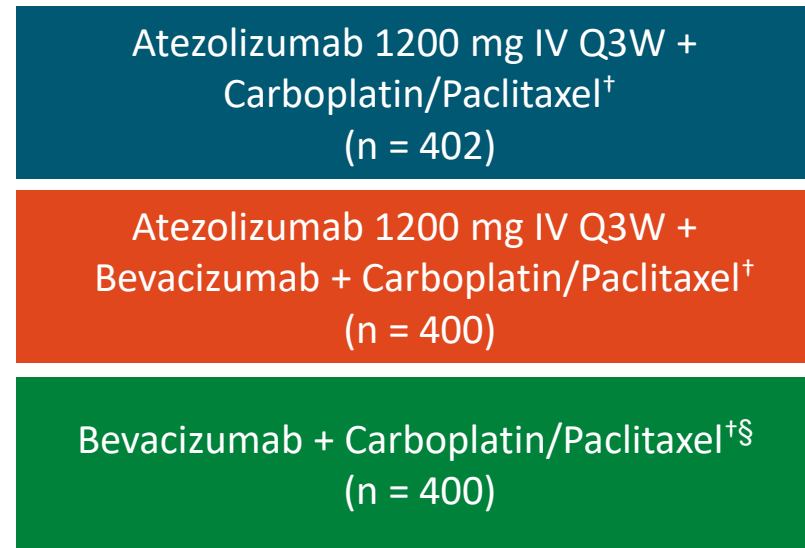 Atezolizumab 1200 mg IV Q3W +
Carboplatin/Paclitaxel†
(n = 402)
Atezolizumab 1200 mg IV Q3W +
Bevacizumab + Carboplatin/Paclitaxel†
(n = 400)
Bevacizumab + Carboplatin/Paclitaxel†§
(n = 400)